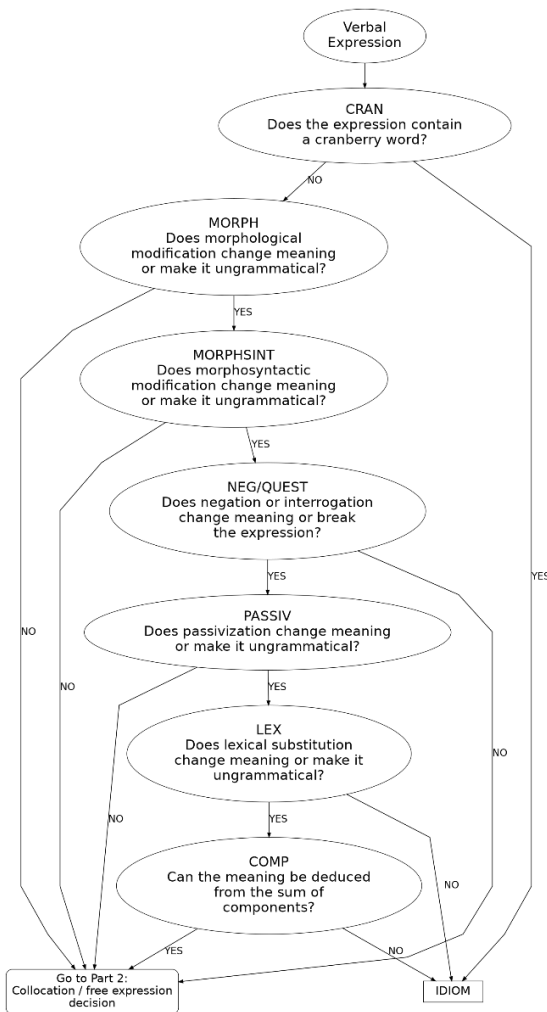 Verbal
Expression
CRAN
Does the expression contain
a cranberry word?
NO
MORPH
Does morphological
modification change meaning
or make it ungrammatical?
YES
MORPHSINT
Does morphosyntactic
modification change meaning
or make it ungrammatical?
YES
NEG/QUEST
Does negation or interrogation
change meaning or break
the expression?
YES
YES
PASSIV
Does passivization change meaning
or make it ungrammatical?
NO
NO
YES
LEX
Does lexical substitution
change meaning or make it
ungrammatical?
NO
NO
YES
COMP
Can the meaning be deduced
from the sum of
components?
NO
YES
NO
Go to Part 2:
Collocation / free expression
decision
IDIOM